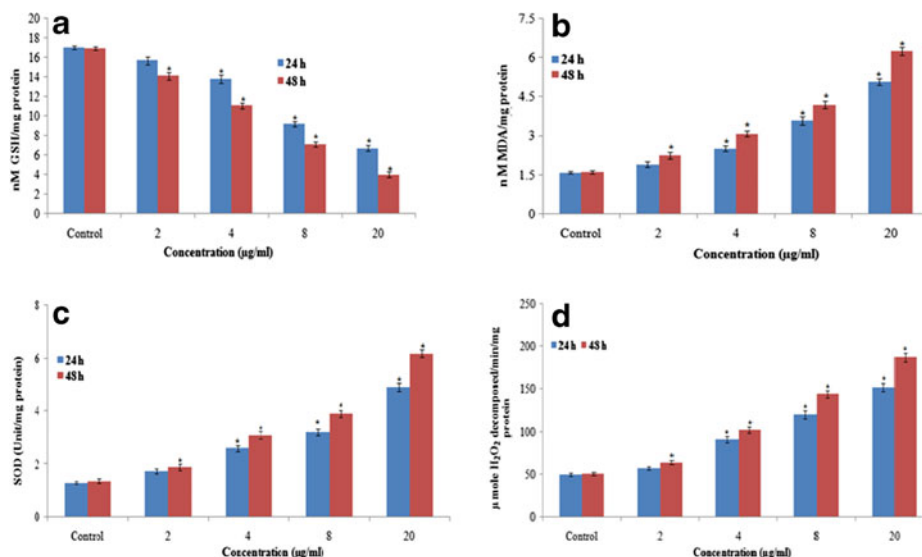 a
20
18
16
14
12
10
8
6
4
2
0
nM GSH/mg protein
24 h
48 h
* * * * * * *
Control 2 4 8 20
Concentration (µg/ml)
b
7.5
6
4.5
3
1.5
0
n M MDA/mg protein
24 h
48 h
* * * * * * *
Control 2 4 8 20
Concentration (µg/ml)
c
8
6
4
2
0
SOD (Unit/mg protein)
24h
48h
* * * * * * *
Control 2 4 8 20
Concentration (µg/ml)
d
250
200
150
100
50
0
µ mole H₂O₂ decomposed/min/mg
protein
24h 48h
* * * * * * *
Control 2 4 8 20
Concentration (µg/ml)